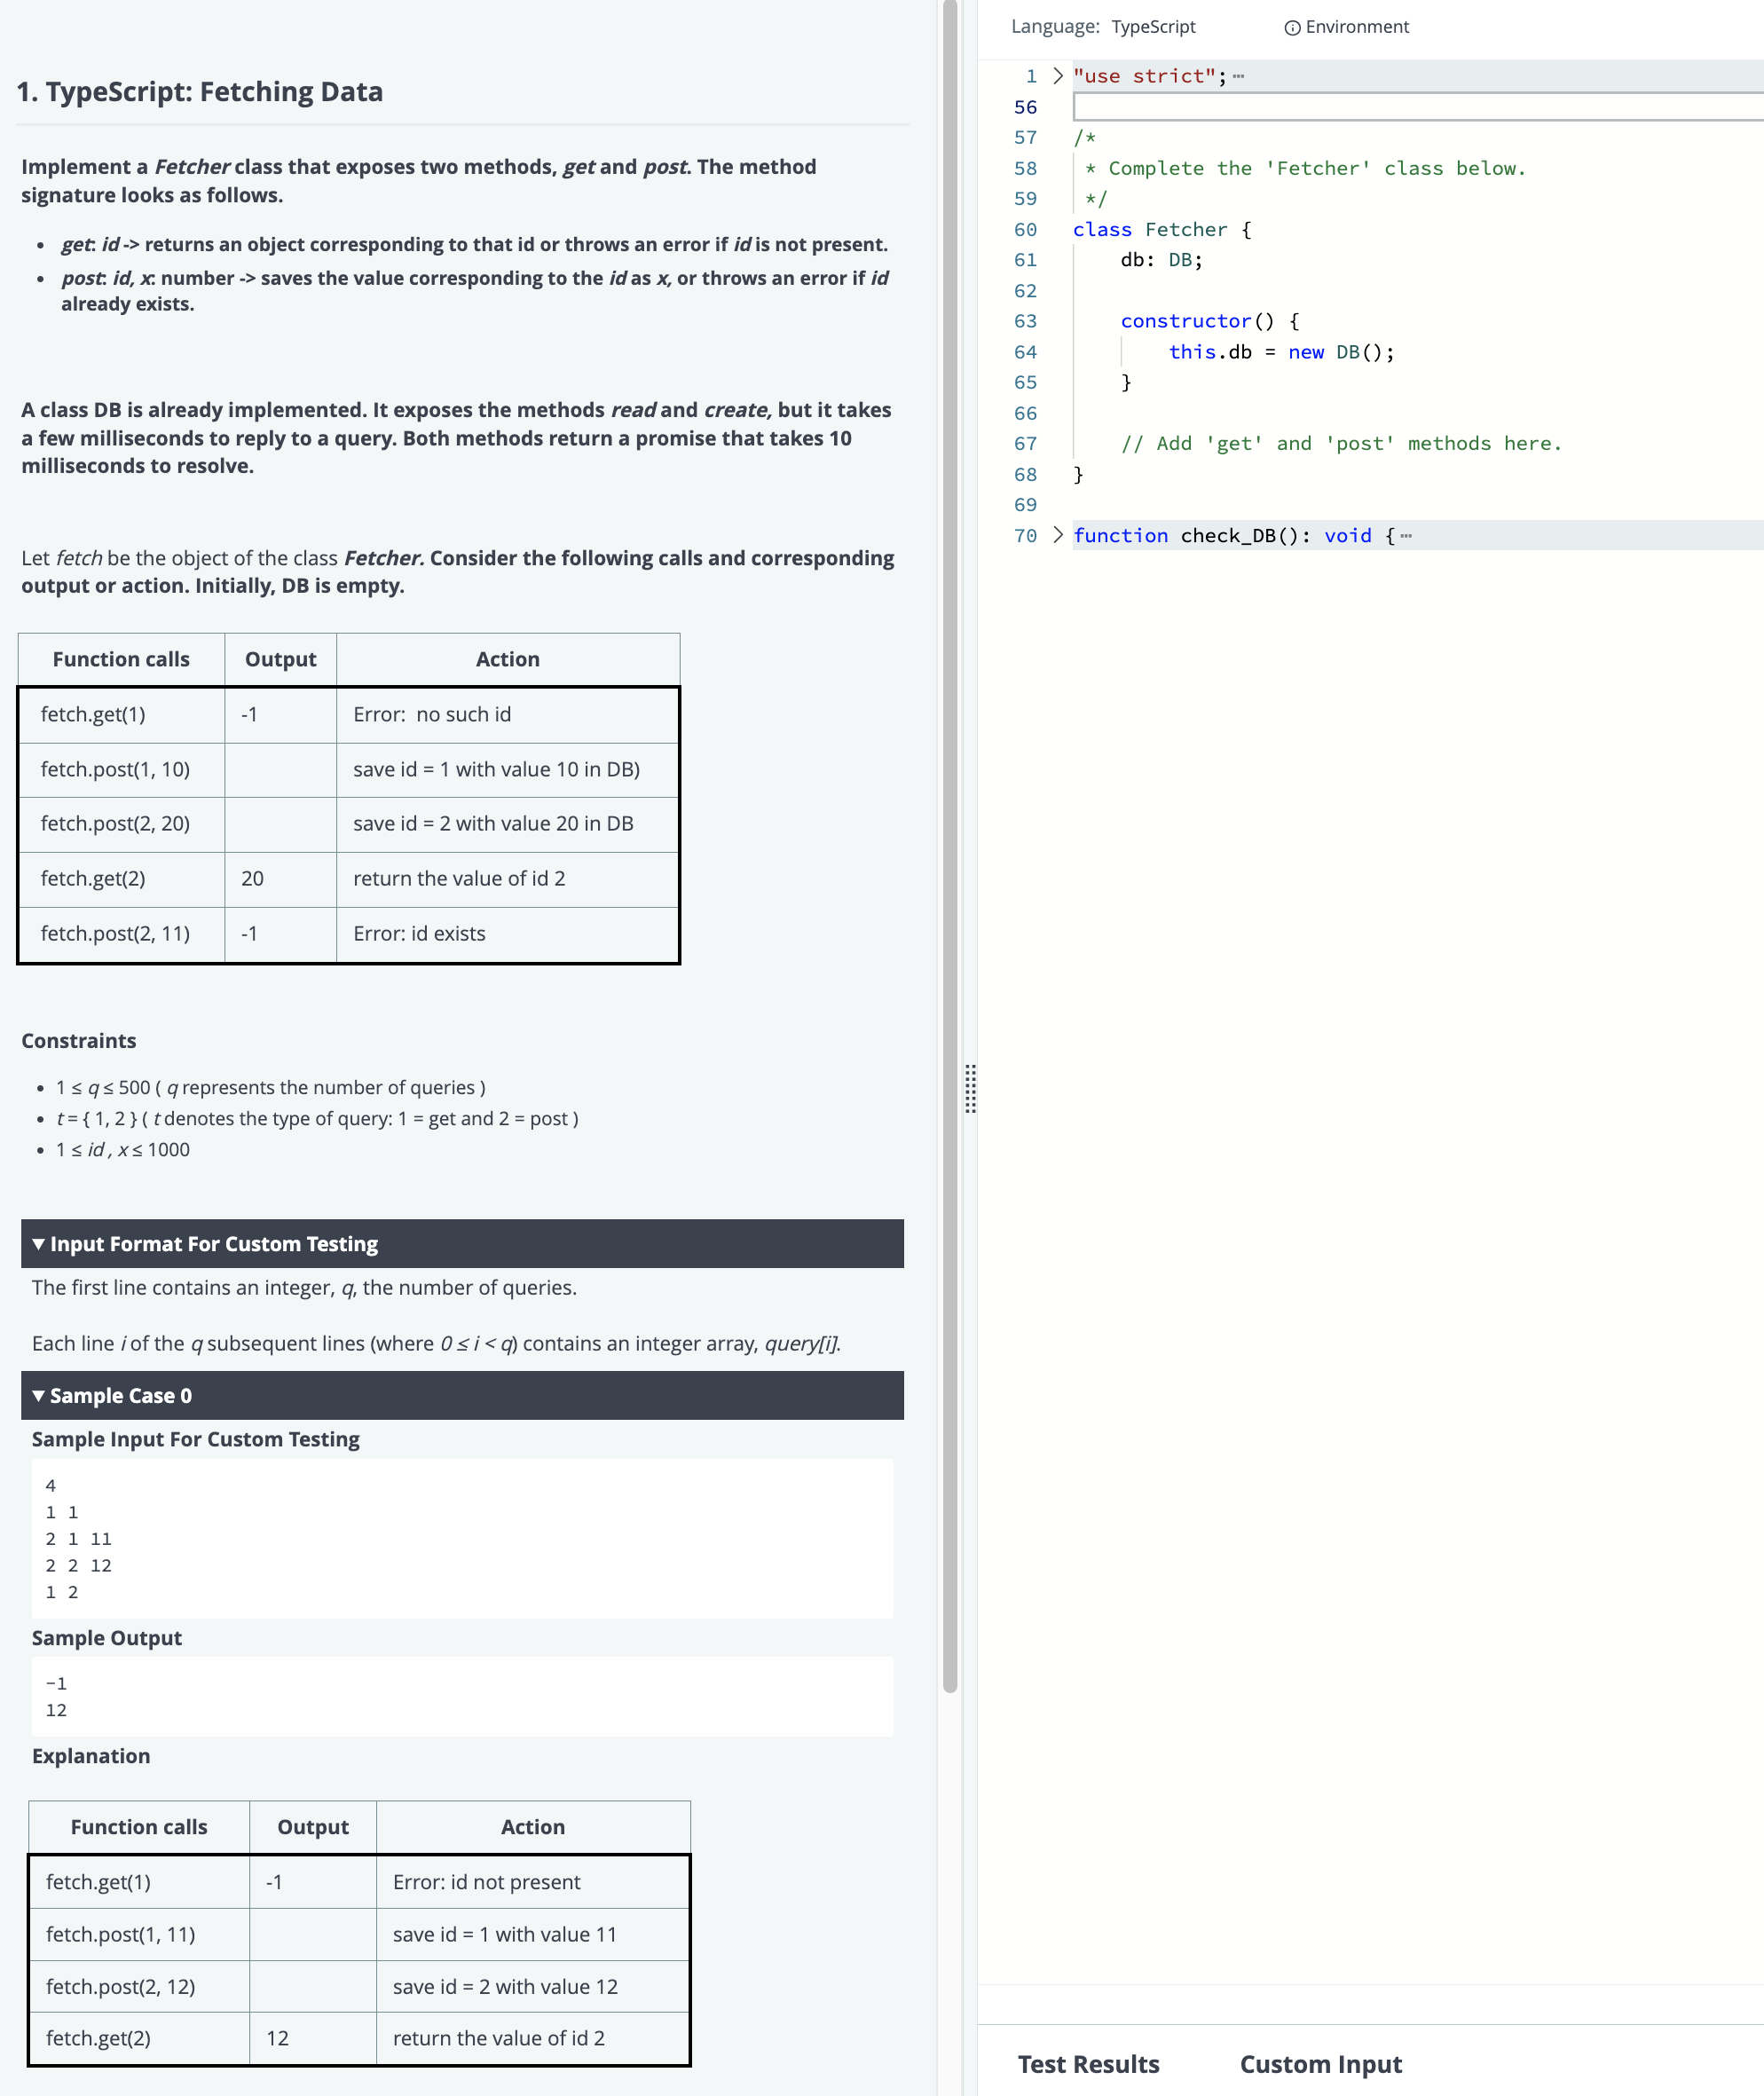 1. TypeScript: Fetching Data
Implement a Fetcher class that exposes two methods, get and post. The method
signature looks as follows.
• get: id -> returns an object corresponding to that id or throws an error if id is not present.
• post: id, x: number -> saves the value corresponding to the id as x, or throws an error if id
already exists.
A class DB is already implemented. It exposes the methods read and create, but it takes
a few milliseconds to reply to a query. Both methods return a promise that takes 10
milliseconds to resolve.
Let fetch be the object of the class Fetcher. Consider the following calls and corresponding
output or action. Initially, DB is empty.
Function calls Output Action
fetch.get(1) -1 Error: no such id
fetch.post(1, 10) save id = 1 with value 10 in DB)
fetch.post(2, 20) save id = 2 with value 20 in DB
fetch.get(2) 20 return the value of id 2
fetch.post(2, 11) -1 Error: id exists
Constraints
• 1 ≤ q ≤ 500 ( q represents the number of queries )
• t = { 1, 2 } ( t denotes the type of query: 1 = get and 2 = post )
• 1 ≤ id , x ≤ 1000
▼ Input Format For Custom Testing
The first line contains an integer, q, the number of queries.
Each line i of the q subsequent lines (where 0 ≤ i < q) contains an integer array, query[i].
▼ Sample Case 0
Sample Input For Custom Testing
4
1 1
2 1 11
2 2 12
1 2
Sample Output
-1
12
Explanation
Function calls Output Action
fetch.get(1) -1 Error: id not present
fetch.post(1, 11) save id = 1 with value 11
fetch.post(2, 12) save id = 2 with value 12
fetch.get(2) 12 return the value of id 2
Language: TypeScript Environment
1 "use strict";
56
57 /*
58 * Complete the 'Fetcher' class below.
59 */
60 class Fetcher {
61 db: DB;
62
63 constructor() {
64 this.db = new DB();
65 }
66
67 // Add 'get' and 'post' methods here.
68 }
69
70 function check_DB(): void {
Test Results Custom Input